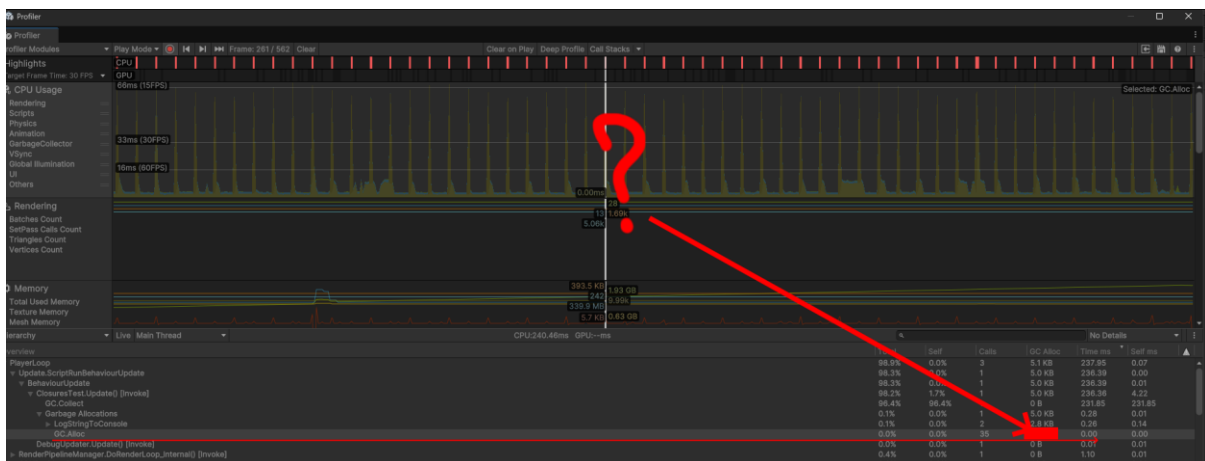 Profiler
Profiler
Profiler Modules Play Mode Frame: 261 / 562 Clear Clear on Play Deep Profile Call Stacks
Highlights CPU
Target Frame Time: 30 FPS GPU
CPU Usage 66ms (15FPS) Selected: GC.Alloc
Rendering
Scripts
Physics
Animation 33ms (30FPS)
GarbageCollector
VSync
Global Illumination 16ms (60FPS)
UI
Others 0.00ms
Rendering 28
Batches Count 13 1.69k
SetPass Calls Count 5.06k
Triangles Count
Vertices Count
Memory 393.5 KB 1.93 GB
Total Used Memory 242 9.99k
Texture Memory 339.9 MB
Mesh Memory 5.7 KB 0.63 GB
Hierarchy Live Main Thread CPU:240.46ms GPU:--ms No Details
Overview Total Self Calls GC Alloc Time ms Self ms
PlayerLoop 98.9% 0.0% 3 5.1 KB 237.95 0.07
Update.ScriptRunBehaviourUpdate 98.3% 0.0% 1 5.0 KB 236.39 0.00
BehaviourUpdate 98.3% 0.0% 1 5.0 KB 236.39 0.01
ClosuresTest.Update() [Invoke] 98.2% 1.7% 1 5.0 KB 236.36 4.22
GC.Collect 96.4% 96.4% 1 0 B 231.85 231.85
Garbage Allocations 0.1% 0.0% 1 5.0 KB 0.28 0.01
LogStringToConsole 0.1% 0.0% 2 2.8 KB 0.26 0.14
GC.Alloc 0.0% 0.0% 35 0.00 0.00
DebugUpdater.Update() [Invoke] 0.0% 0.0% 1 0 B 0.01 0.01
RenderPipelineManager.DoRenderLoop_Internal() [Invoke] 0.4% 0.0% 1 0 B 1.10 0.01
?